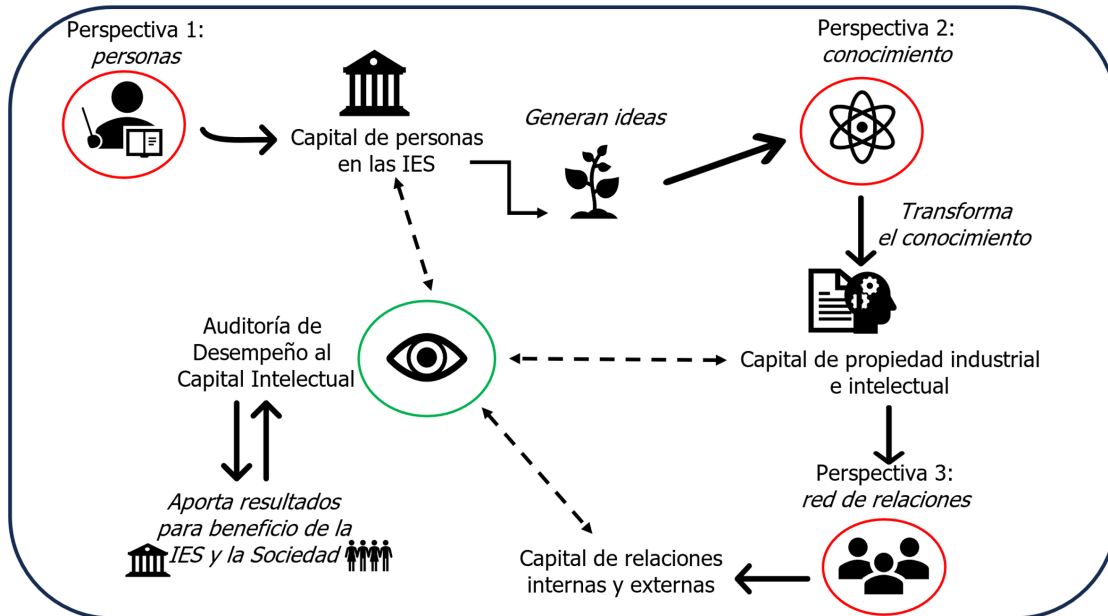 Perspectiva 1:
personas
Capital de personas
en las IES
Generan ideas
Perspectiva 2:
conocimiento
Transforma
el conocimiento
Capital de propiedad industrial
e intelectual
Perspectiva 3:
red de relaciones
Capital de relaciones
internas y externas
Auditoría de
Desempeño al
Capital Intelectual
Aporta resultados
para beneficio de la
IES y la Sociedad